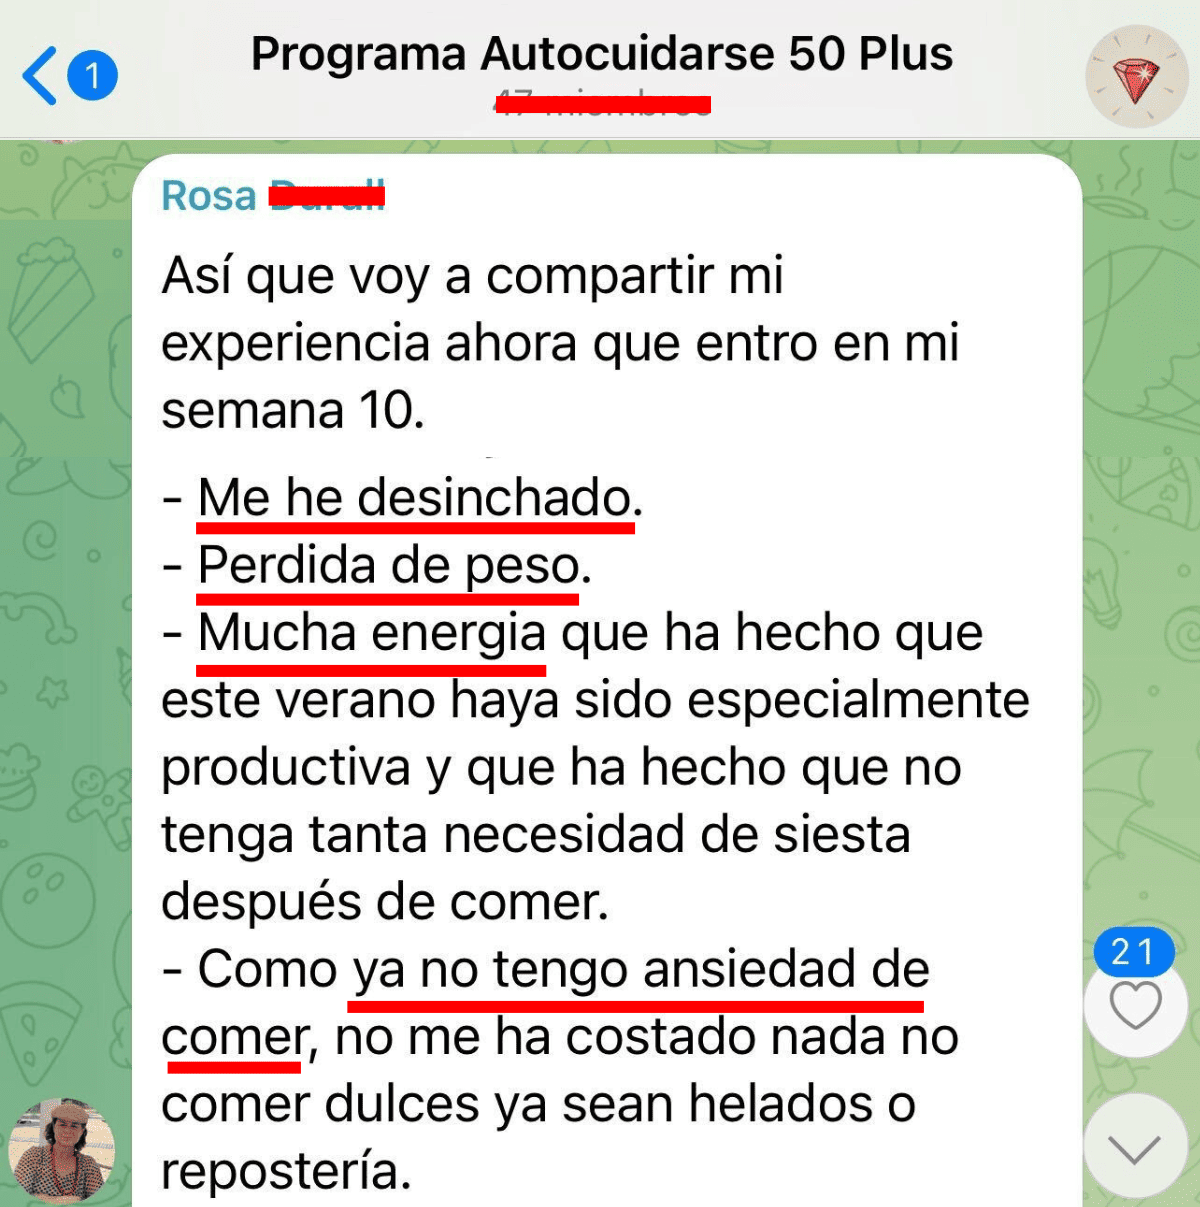 1
Programa Autocuidarse 50 Plus
Rosa
Así que voy a compartir mi
experiencia ahora que entro en mi
semana 10.
- Me he desinchado.
- Perdida de peso.
- Mucha energia que ha hecho que
este verano haya sido especialmente
productiva y que ha hecho que no
tenga tanta necesidad de siesta
después de comer.
- Como ya no tengo ansiedad de
comer, no me ha costado nada no
comer dulces ya sean helados o
repostería.
21